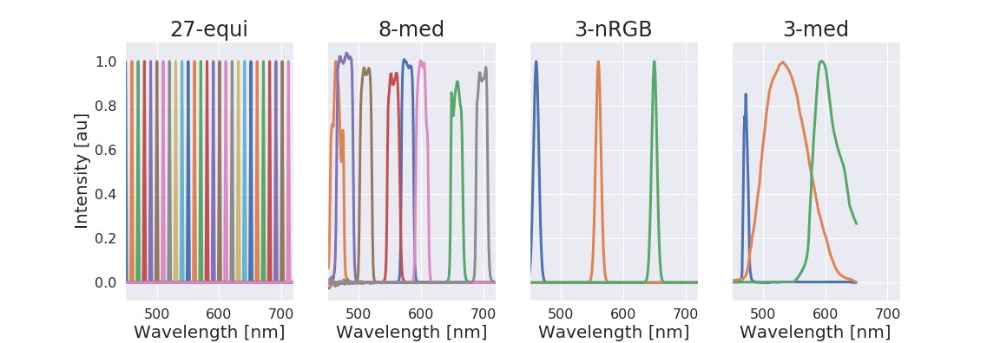 27-equi 8-med 3-nRGB 3-med
Intensity [au]
1.0
0.8
0.6
0.4
0.2
0.0
500 600 700 500 600 700 500 600 700 500 600 700
Wavelength [nm] Wavelength [nm] Wavelength [nm] Wavelength [nm]